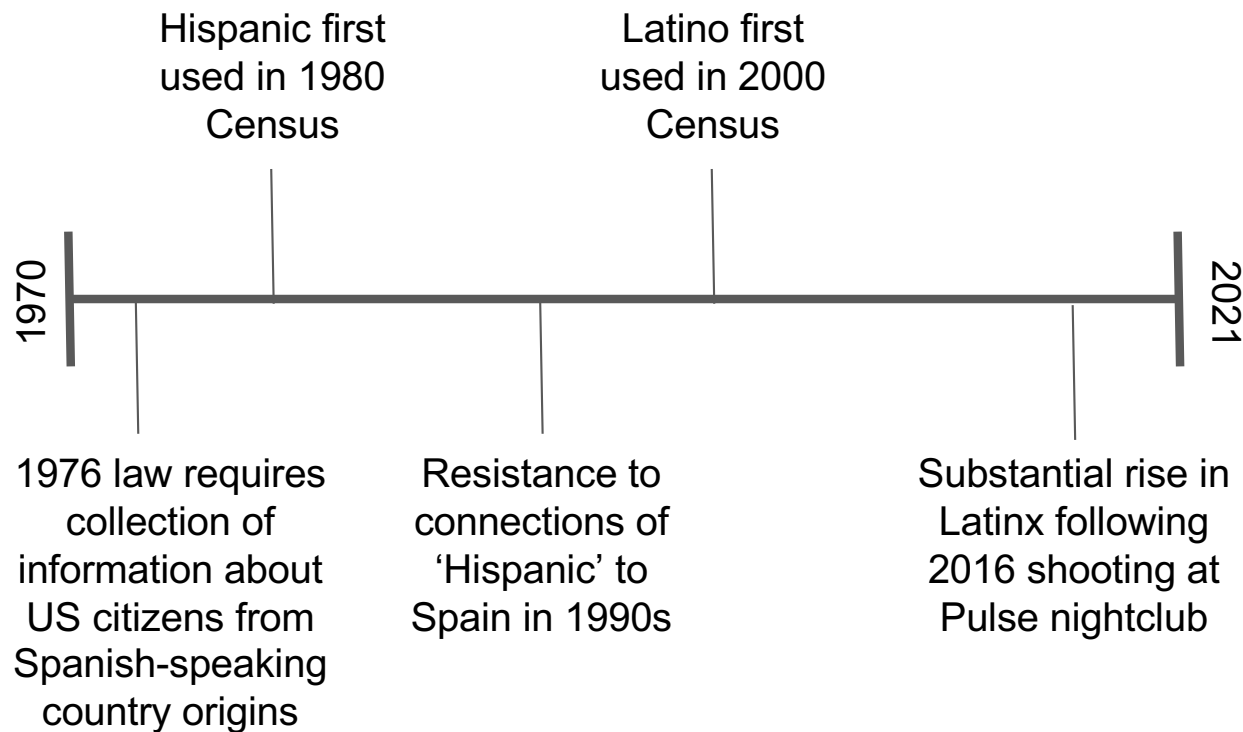 Hispanic first
used in 1980
Census
Latino first
used in 2000
Census
1970
2021
1976 law requires
collection of
information about
US citizens from
Spanish-speaking
country origins
Resistance to
connections of
‘Hispanic’ to
Spain in 1990s
Substantial rise in
Latinx following
2016 shooting at
Pulse nightclub